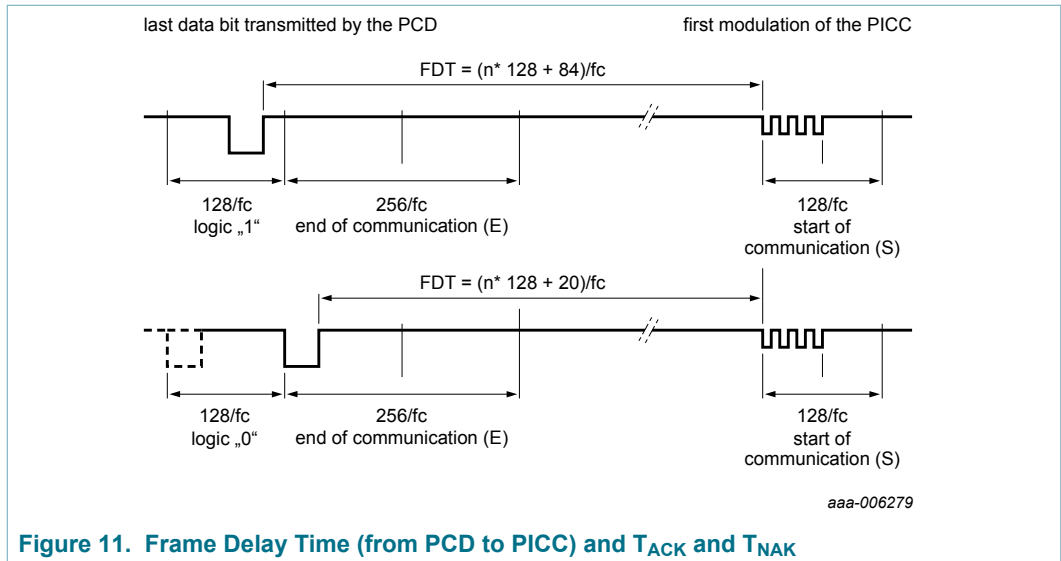 last data bit transmitted by the PCD
first modulation of the PICC
FDT = (n* 128 + 84)/fc
128/fc
logic „1“
256/fc
end of communication (E)
128/fc
start of
communication (S)
FDT = (n* 128 + 20)/fc
128/fc
logic „0“
256/fc
end of communication (E)
128/fc
start of
communication (S)
aaa-006279
Figure 11. Frame Delay Time (from PCD to PICC) and TACK and TNAK